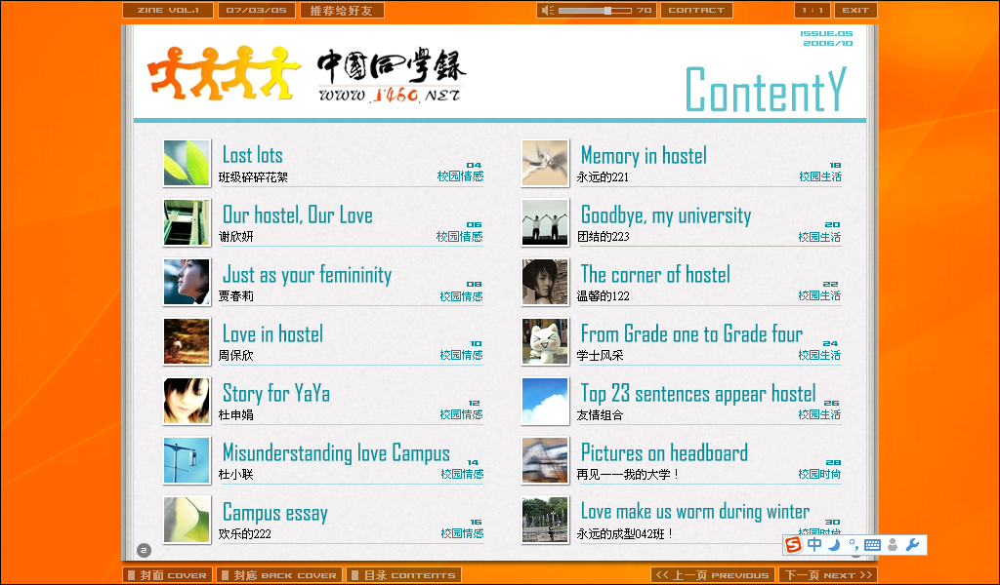 ZINE VOL.1
07/03/05
推荐给好友
70
CONTACT
1 : 1
EXIT
ISSUE.05
2006/10
中國同學録
WWW.1460.NET
ContentY
Lost lots
04
班级碎碎花絮
校园情感
Our hostel, Our Love
06
谢欣妍
校园情感
Just as your femininity
08
贾春莉
校园情感
Love in hostel
10
周保欣
校园情感
Story for YaYa
12
杜申娟
校园情感
Misunderstanding love Campus
14
杜小联
校园情感
Campus essay
16
欢乐的222
校园情感
Memory in hostel
18
永远的221
校园生活
Goodbye, my university
20
团结的223
校园生活
The corner of hostel
22
温馨的122
校园生活
From Grade one to Grade four
24
学士风采
校园生活
Top 23 sentences appear hostel
26
友情组合
校园生活
Pictures on headboard
28
再见一一我的大学！
校园时尚
Love make us worm during winter
30
永远的成型042班！
校园时尚
2
S 中
封面 COVER
封底 BACK COVER
目录 CONTENTS
<< 上一页 PREVIOUS
下一页 NEXT >>